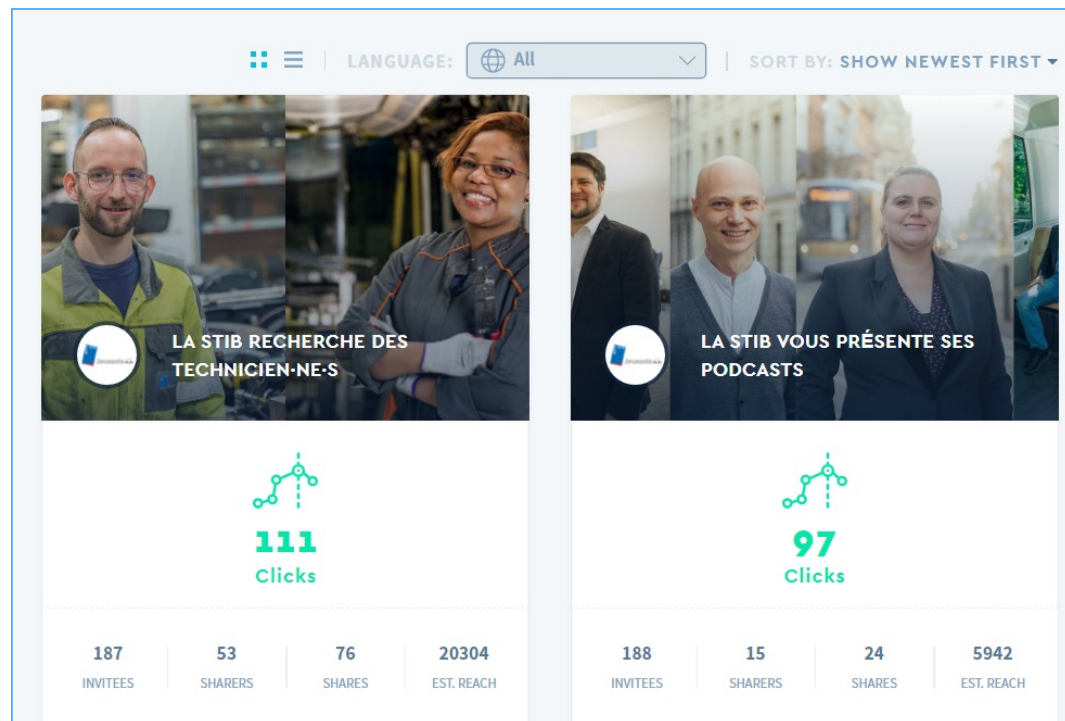 LANGUAGE: All SORT BY: SHOW NEWEST FIRST
LA STIB RECHERCHE DES
TECHNICIEN·NE·S
111
Clicks
187 53 76 20304
INVITEES SHARERS SHARES EST. REACH
LA STIB VOUS PRÉSENTE SES
PODCASTS
97
Clicks
188 15 24 5942
INVITEES SHARERS SHARES EST. REACH